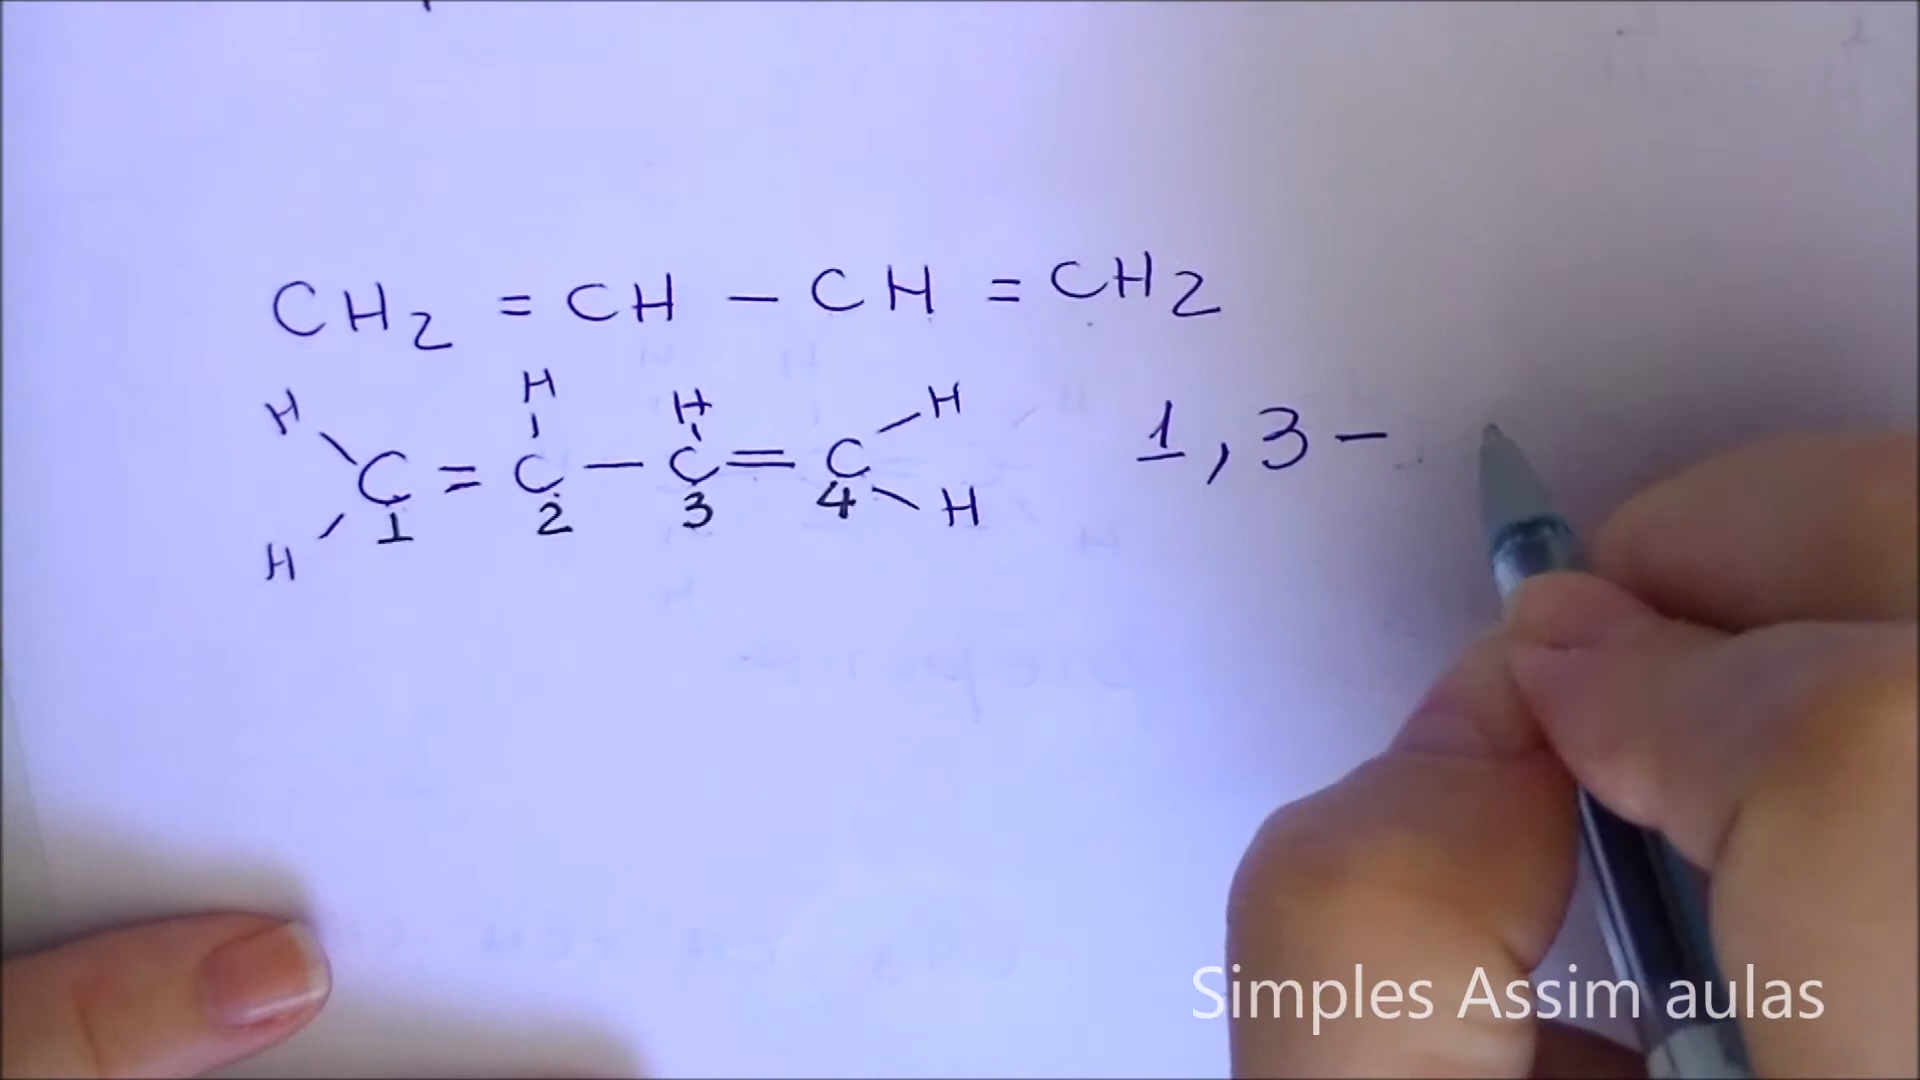 CH2 = CH - CH = CH2
H H H H
C = C - C = C 1,3-
1 2 3 4
H H
Simples Assim aulas